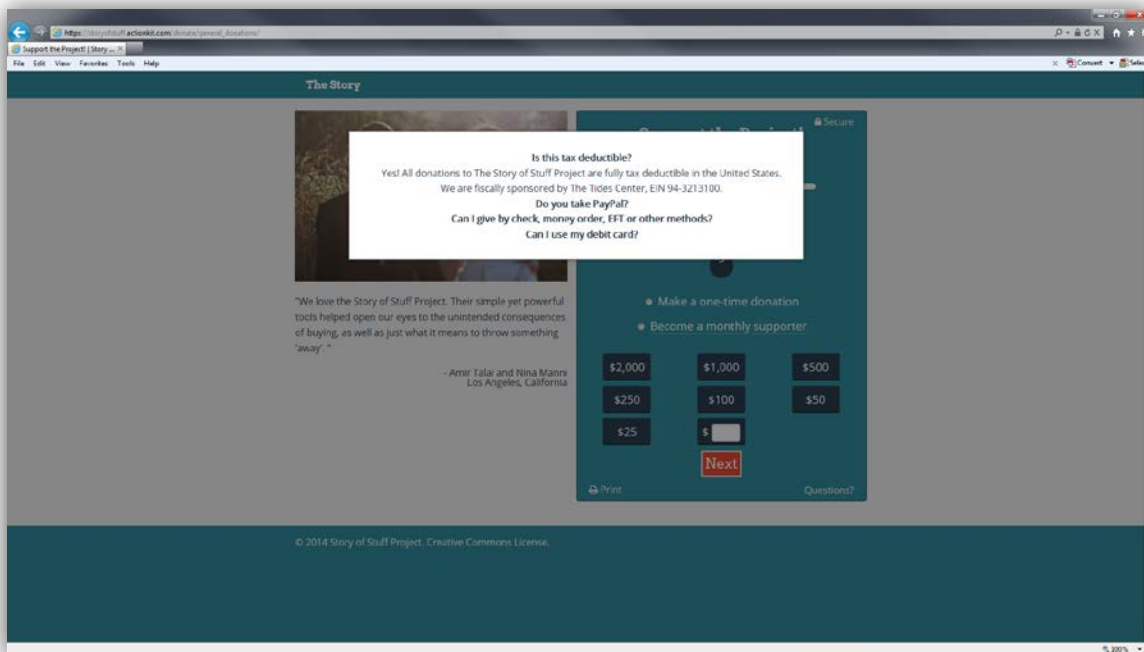 https://storyofstuff.actionkit.com/donate/general_donations/
Support the Project! | Story ...
File Edit View Favorites Tools Help
Convert
The Story
Secure
Is this tax deductible?
Yes! All donations to The Story of Stuff Project are fully tax deductible in the United States.
We are fiscally sponsored by The Tides Center, EIN 94-3213100.
Do you take PayPal?
Can I give by check, money order, EFT or other methods?
Can I use my debit card?
"We love the Story of Stuff Project. Their simple yet powerful
tools helped open our eyes to the unintended consequences
of buying, as well as just what it means to throw something
'away'. "
- Amir Talai and Nina Manni
Los Angeles, California
Make a one-time donation
Become a monthly supporter
$2,000 $1,000 $500
$250 $100 $50
$25 $
Next
Print Questions?
© 2014 Story of Stuff Project. Creative Commons License.
100%